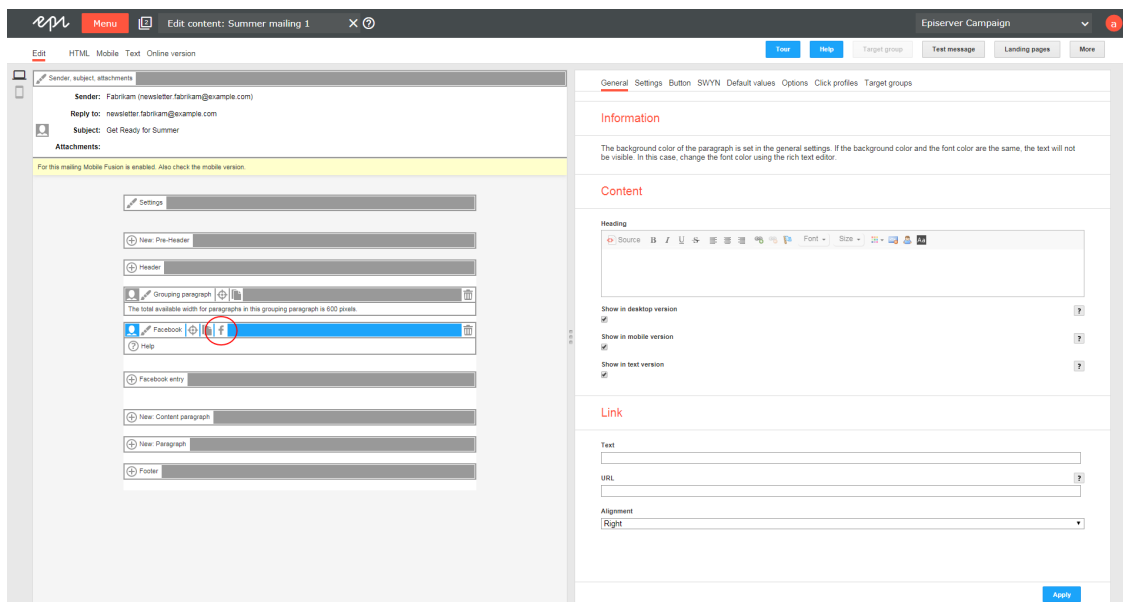 epi Menu 2 Edit content: Summer mailing 1 Episerver Campaign a
Edit HTML Mobile Text Online version Tour Help Target group Text message Landing pages More
Sender, subject, attachments
Sender: Fabrikam (newsletter.fabrikam@example.com)
Reply to: newsletter.fabrikam@example.com
Subject: Get Ready for Summer
Attachments:
For this mailing Mobile Fusion is enabled. Also check the mobile version.
Settings
New: Pre-Header
Header
Grouping paragraph
The total available width for paragraphs in this grouping paragraph is 600 pixels.
Facebook f
? Help
Facebook entry
New: Content paragraph
New: Paragraph
Footer
General Settings Button SWYN Default values Options Click profiles Target groups
Information
The background color of the paragraph is set in the general settings. If the background color and the font color are the same, the text will not
be visible. In this case, change the font color using the rich text editor.
Content
Heading
Source B I U S Font Size Aa
Show in desktop version ?
Show in mobile version ?
Show in text version ?
Link
Text
URL ?
Alignment
Right
Apply